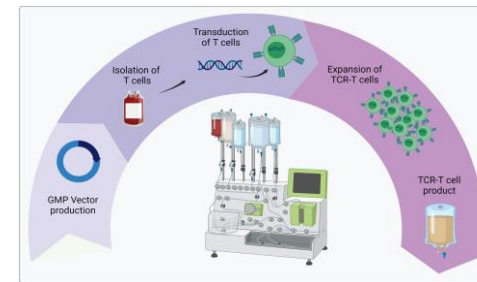 GMP Vector
production
Isolation of
T cells
Transduction
of T cells
Expansion of
TCR-T cells
TCR-T cell
product